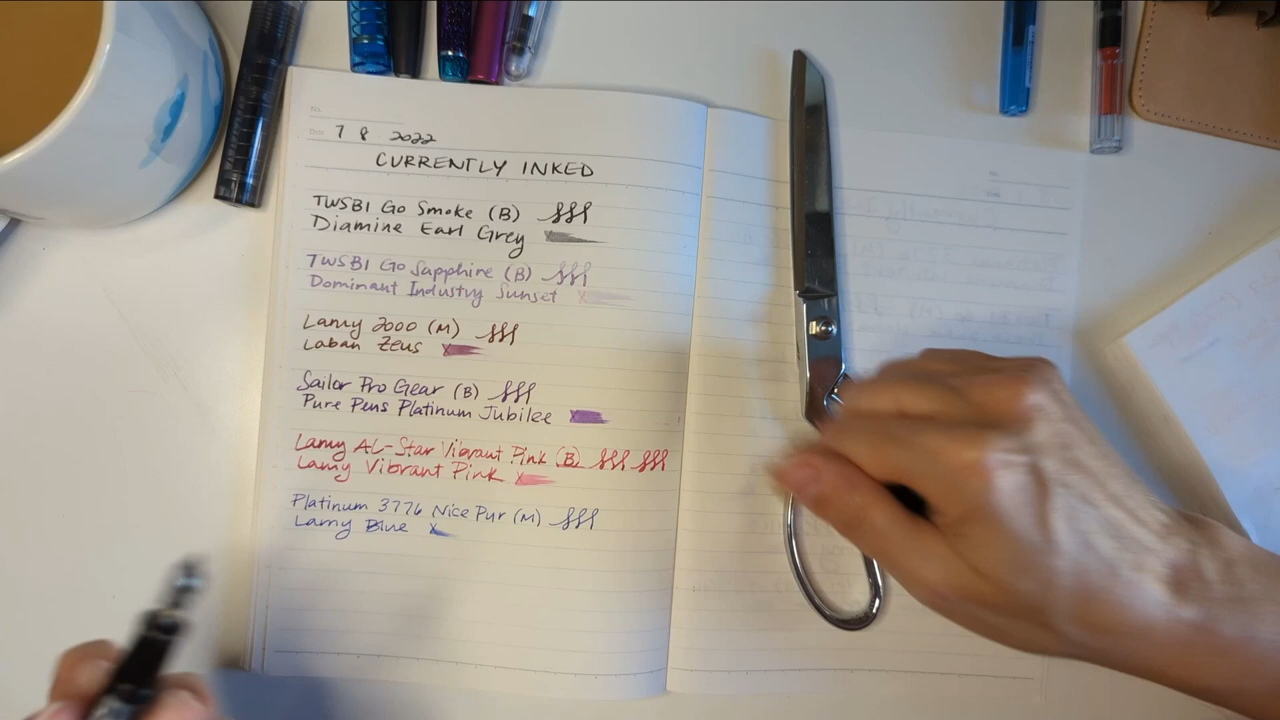 No.
Date 7 8 2022
CURRENTLY INKED
TWSBI Go Smoke (B)
Diamine Earl Grey
TWSBI Go Sapphire (B)
Dominant Industry Sunset
Lamy 2000 (M)
Laban Zeus
Sailor Pro Gear (B)
Pure Pens Platinum Jubilee
Lamy AL-Star Vibrant Pink (B)
Lamy Vibrant Pink
Platinum 3776 Nice Pur (M)
Lamy Blue